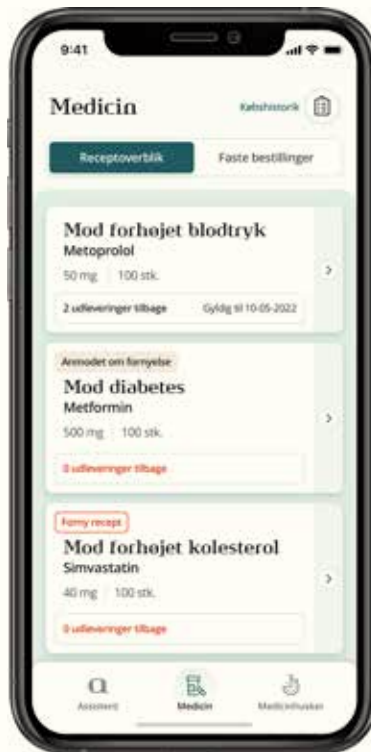 9:41
Medicin
Købshistorik
Receptoverblik
Faste bestillinger
Mod forhøjet blodtryk
Metoprolol
50 mg 100 stk.
2 udleveringer tilbage Gyldig til 10-05-2022
Anmodet om fornyelse
Mod diabetes
Metformin
500 mg 100 stk.
0 udleveringer tilbage
Forny recept
Mod forhøjet kolesterol
Simvastatin
40 mg 100 stk.
0 udleveringer tilbage
Assistent
Medicin
Medicinhusker